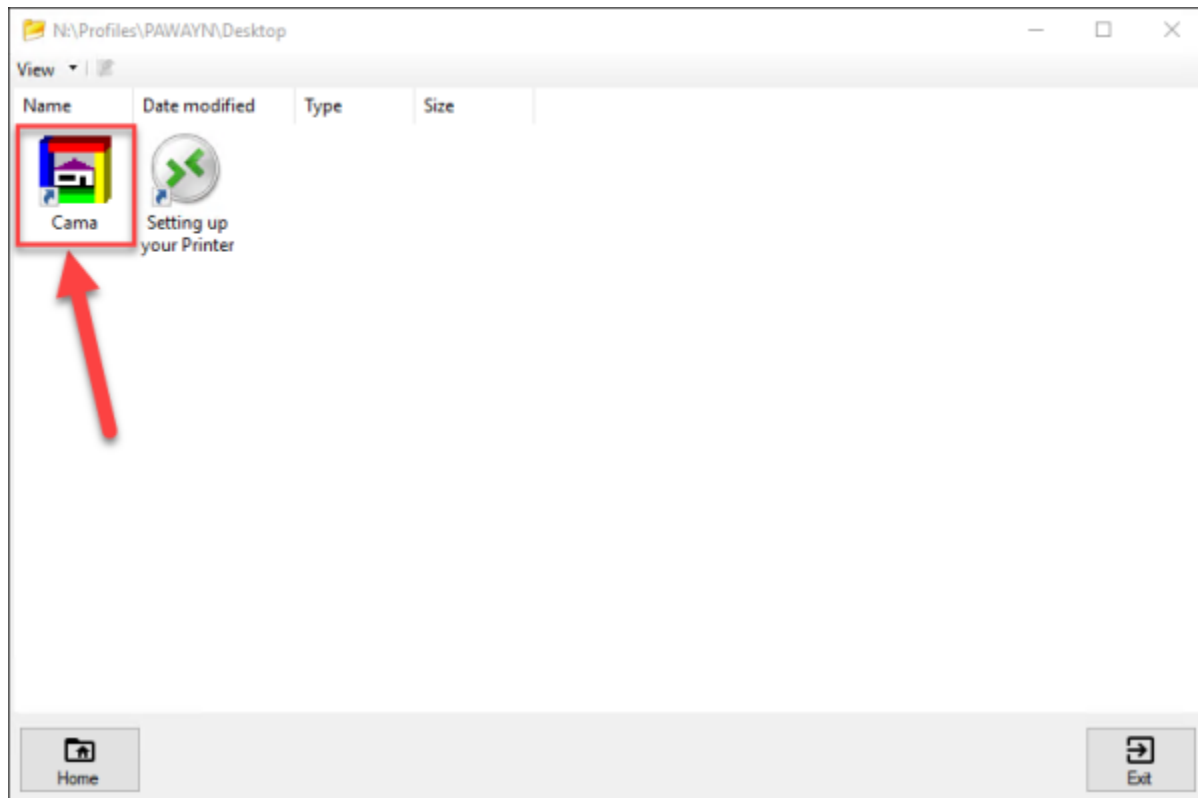 N:\Profiles\PAWAYN\Desktop
View
Name Date modified Type Size
Cama
Setting up
your Printer
Home
Exit